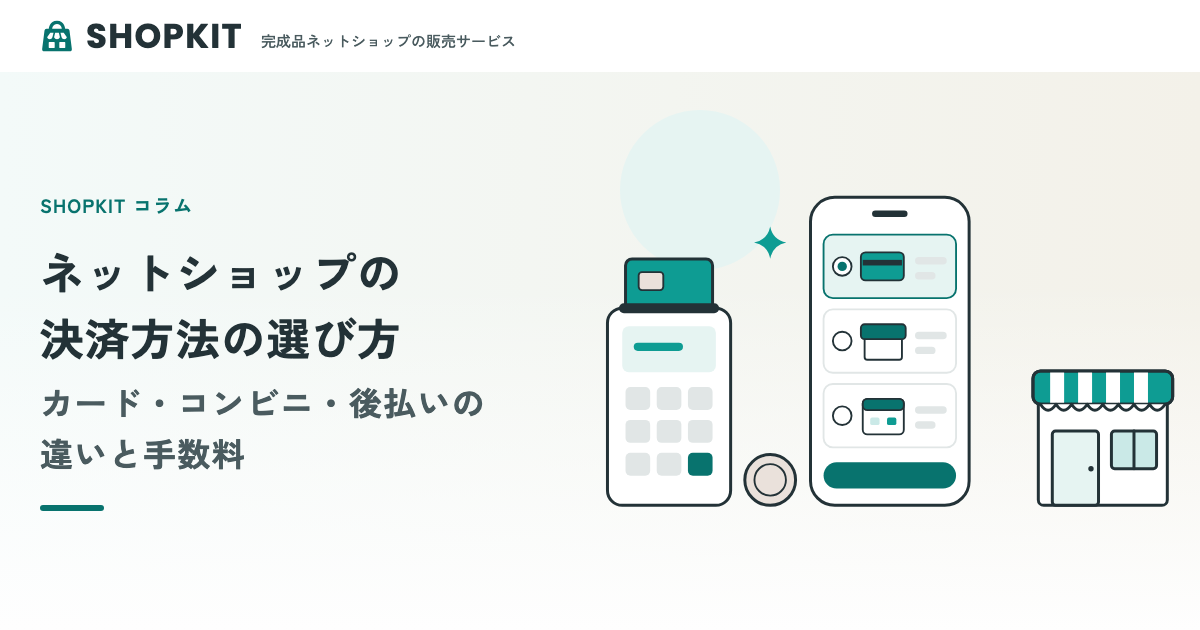 SHOPKIT 完成品ネットショップの販売サービス
SHOPKIT コラム
ネットショップの
決済方法の選び方
カード・コンビニ・後払いの
違いと手数料